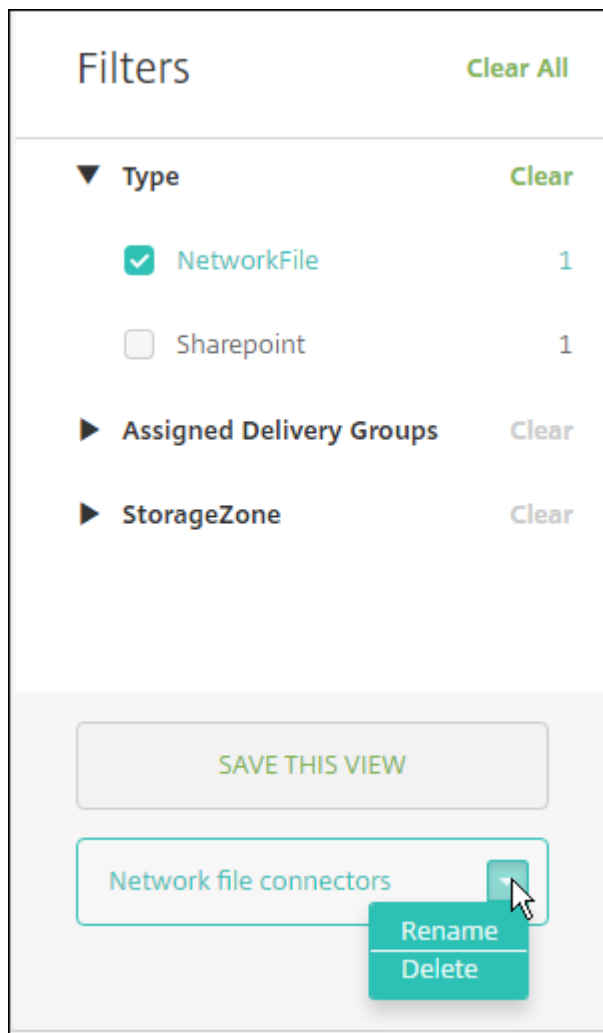 Filters Clear All
Type Clear
NetworkFile 1
Sharepoint 1
Assigned Delivery Groups Clear
StorageZone Clear
SAVE THIS VIEW
Network file connectors
Rename
Delete